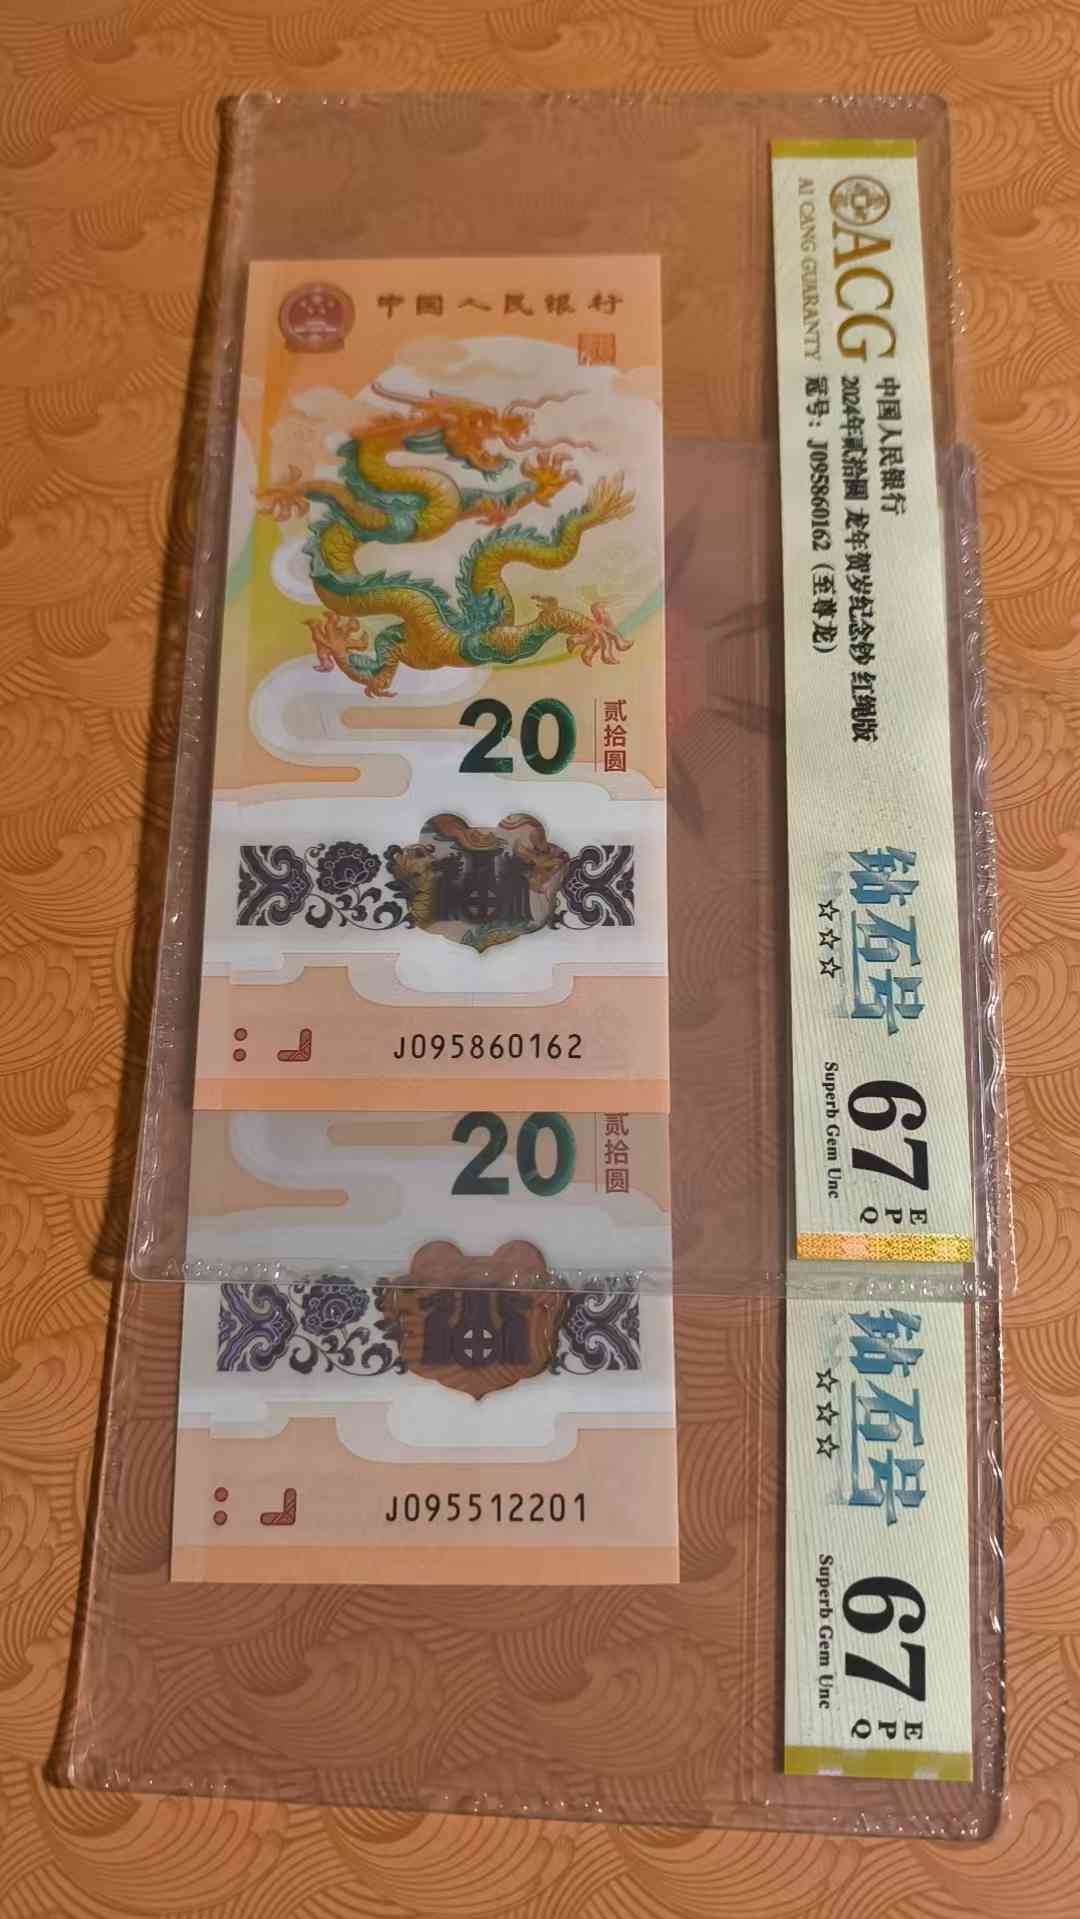 中国人民银行
20
贰拾圆
J095860162
20
贰拾圆
J095512201
ACG
AI CANG GUARANTY
中国人民银行
2024年贰拾圆 龙年贺岁纪念钞 红绳版
冠号：J095860162（至尊龙）
钻石号
☆☆☆
67 EPQ
Superb Gem Unc
钻石号
☆☆☆
67 EPQ
Superb Gem Unc